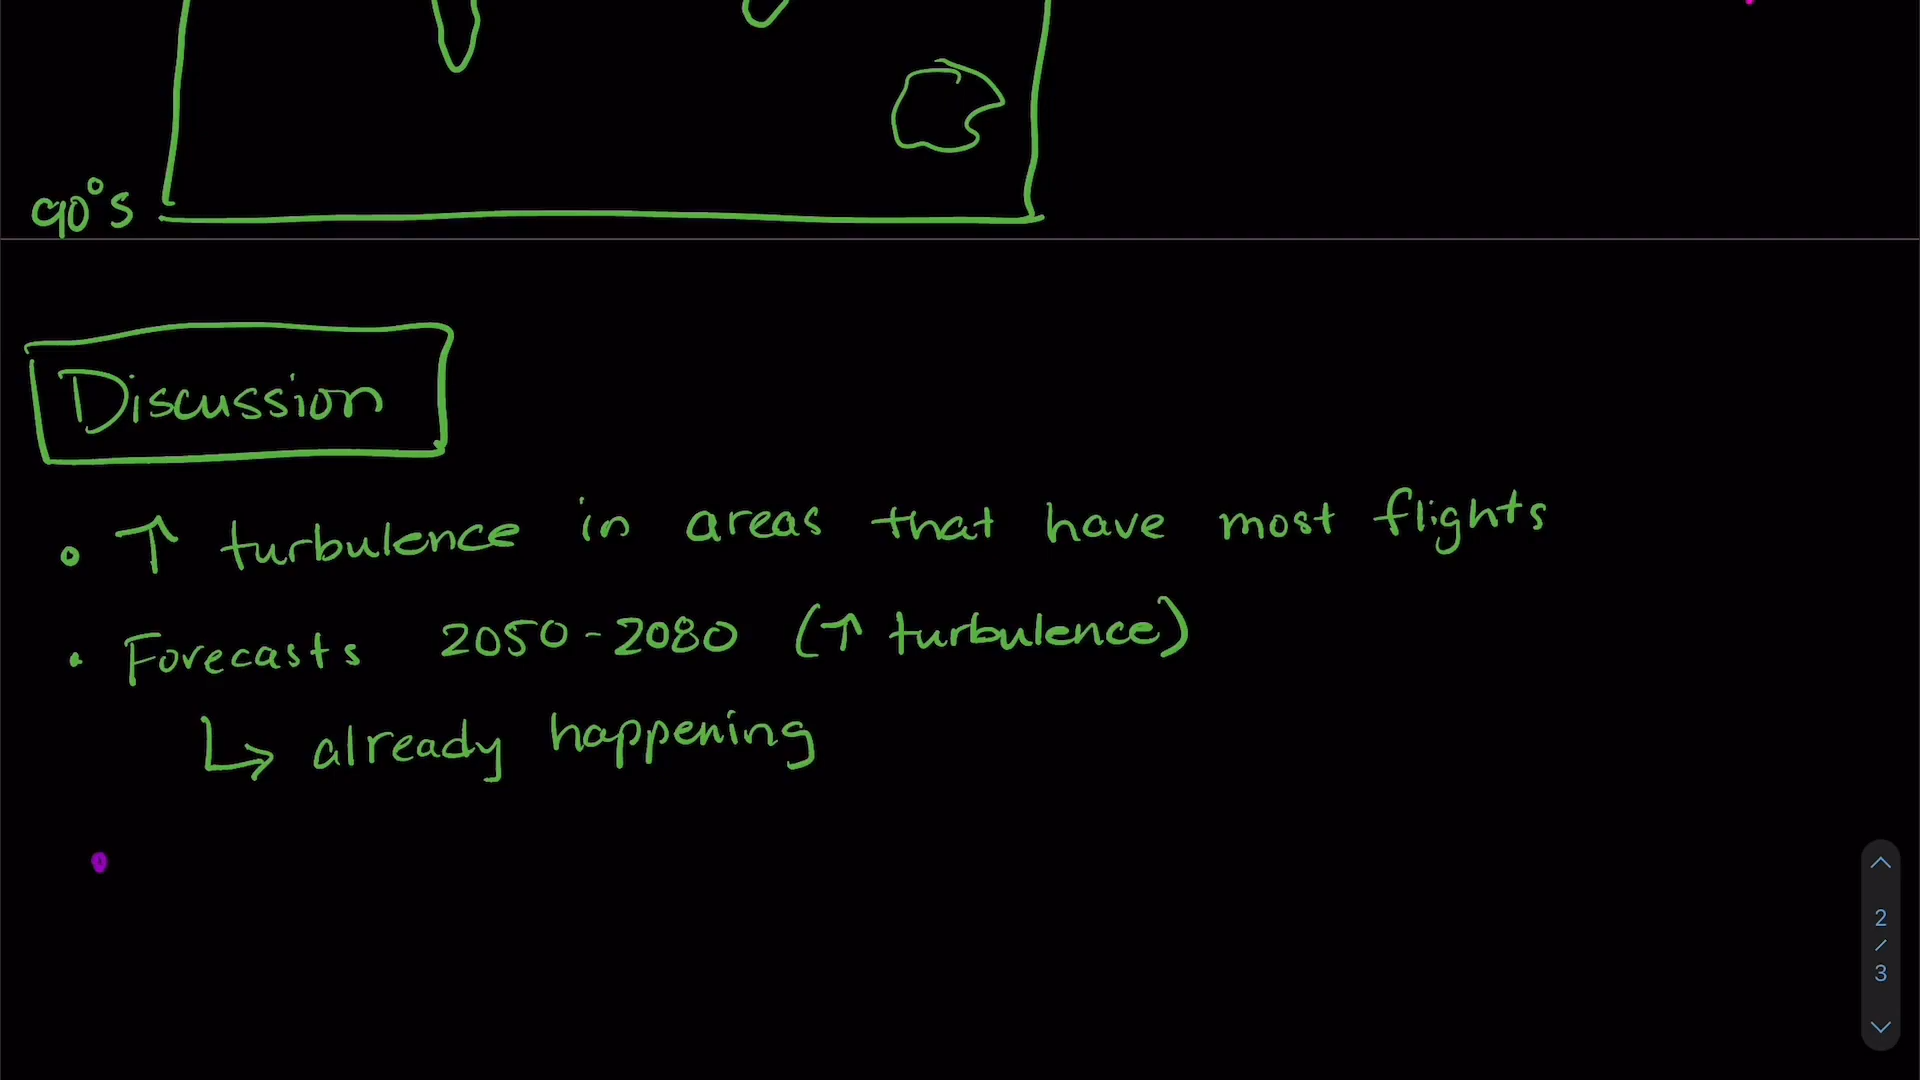 90°S
Discussion
• ↑ turbulence in areas that have most flights
• Forecasts 2050-2080 (↑ turbulence)
↳ already happening
2
/
3